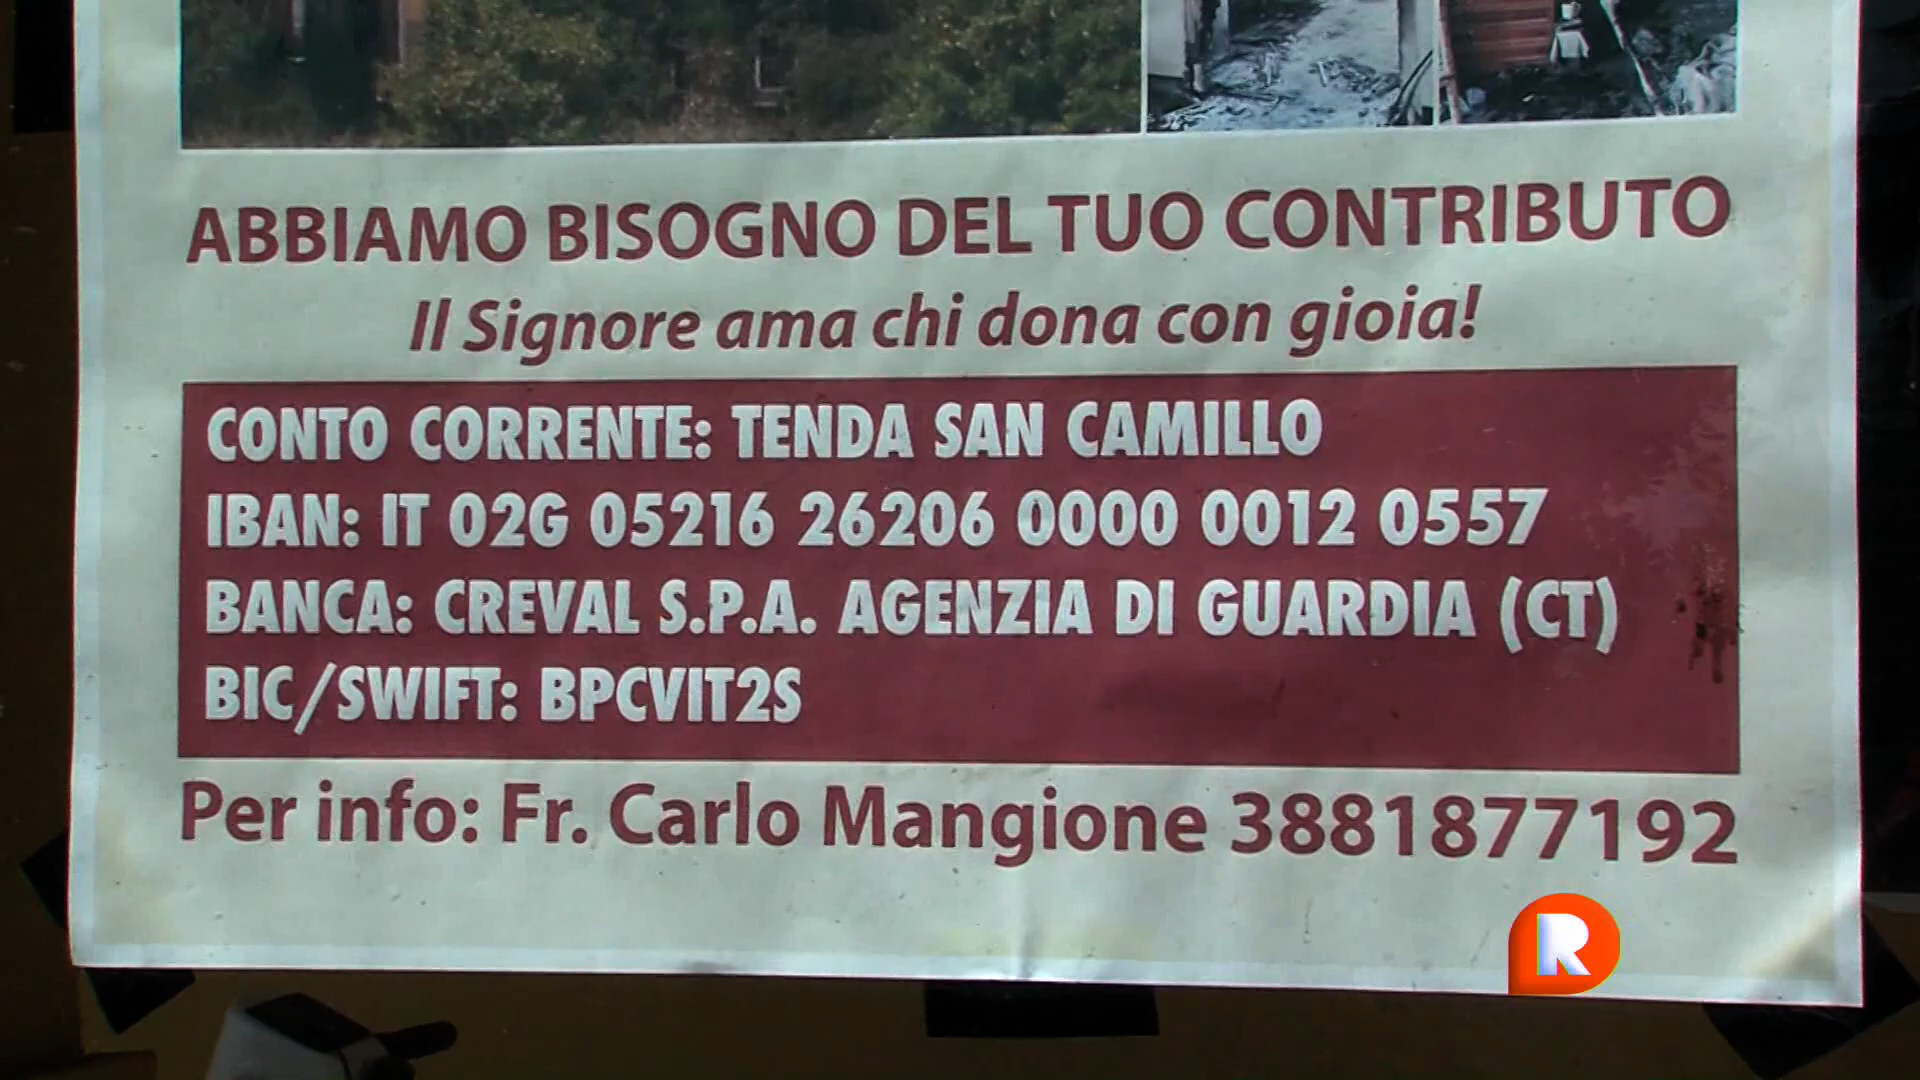 ABBIAMO BISOGNO DEL TUO CONTRIBUTO
Il Signore ama chi dona con gioia!
CONTO CORRENTE: TENDA SAN CAMILLO
IBAN: IT 02G 05216 26206 0000 0012 0557
BANCA: CREVAL S.P.A. AGENZIA DI GUARDIA (CT)
BIC/SWIFT: BPCVIT2S
Per info: Fr. Carlo Mangione 3881877192
R